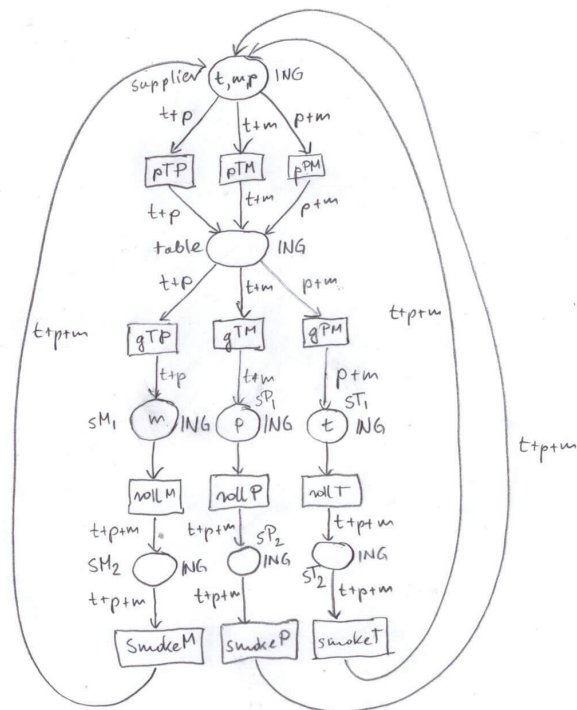 supplier t,m,p ING
t+p t+m p+m
pTP pTM pPM
t+p t+m p+m
table ING
t+p t+m p+m
t+p+m
t+p+m
gTP gTM gPM
t+p t+m p+m
t+p+m
SM1 m ING SP1 p ING ST1 t ING
rollM rollP rollT
t+p+m t+p+m t+p+m
SM2 ING SP2 ING ST2 ING
t+p+m t+p+m t+p+m
SmokeM smokeP smokeT